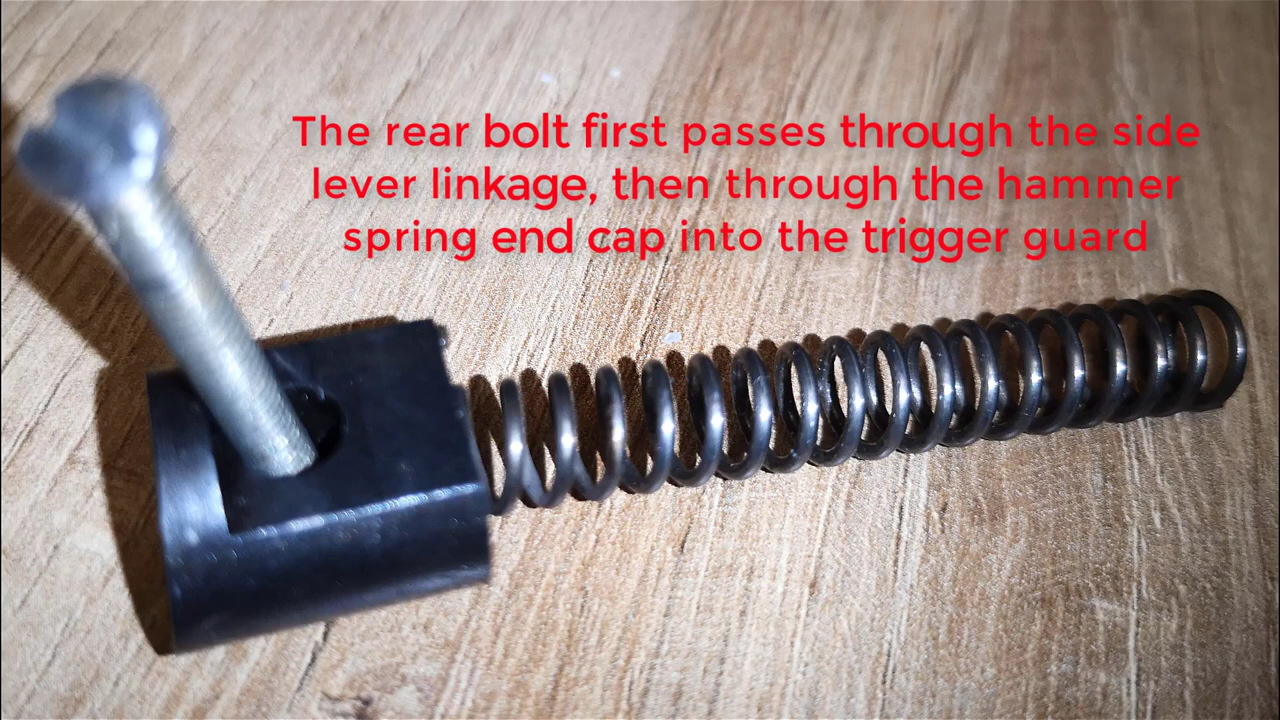 The rear bolt first passes through the side
lever linkage, then through the hammer
spring end cap into the trigger guard